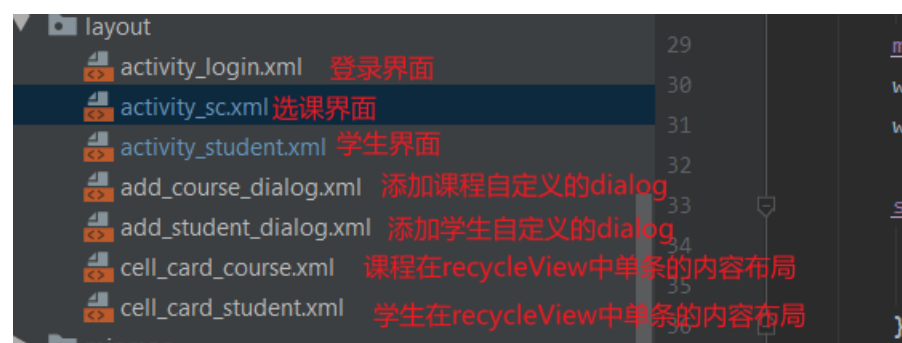 layout
activity_login.xml 登录界面
activity_sc.xml 选课界面
activity_student.xml 学生界面
add_course_dialog.xml 添加课程自定义的dialog
add_student_dialog.xml 添加学生自定义的dialog
cell_card_course.xml 课程在recycleView中单条的内容布局
cell_card_student.xml 学生在recycleView中单条的内容布局
29
30
31
32
33
34
35
36 }